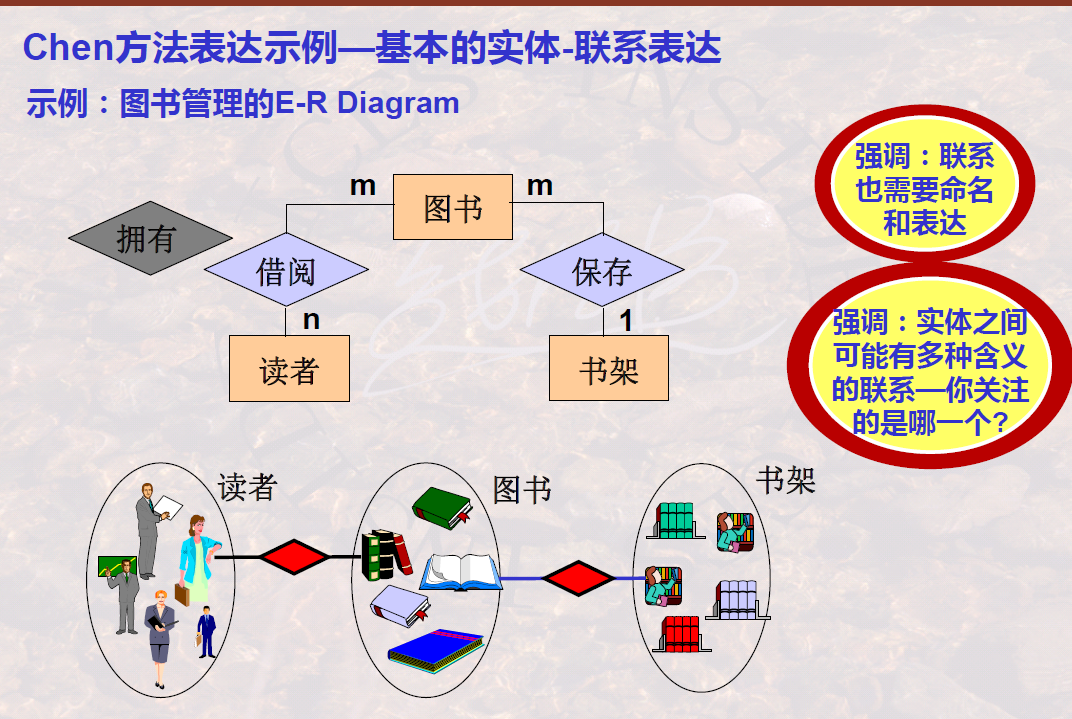 Chen方法表达示例—基本的实体-联系表达
示例：图书管理的E-R Diagram
m
图书
m
拥有
借阅
保存
n
1
读者
书架
强调：联系
也需要命名
和表达
强调：实体之间
可能有多种含义
的联系—你关注
的是哪一个?
读者
图书
书架